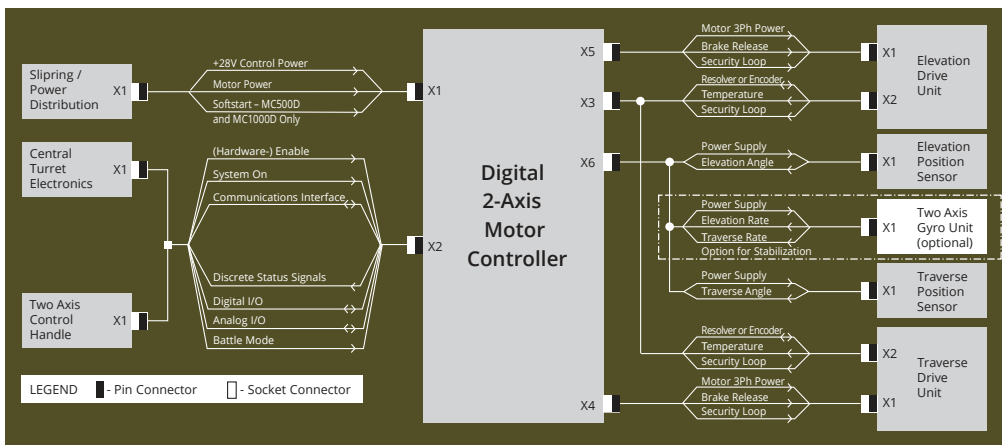 Slipring /
Power
Distribution
X1
+28V Control Power
Motor Power
Softstart – MC500D
and MC1000D Only
X1
Central
Turret
Electronics
X1
(Hardware-) Enable
System On
Communications Interface
X2
Discrete Status Signals
Digital I/O
Analog I/O
Battle Mode
Two Axis
Control
Handle
X1
LEGEND - Pin Connector - Socket Connector
Digital
2-Axis
Motor
Controller
X5
X3
X6
X4
Motor 3Ph Power
Brake Release
Security Loop
X1
Resolver or Encoder
Temperature
Security Loop
X2
Elevation
Drive
Unit
Power Supply
Elevation Angle
X1
Elevation
Position
Sensor
Power Supply
Elevation Rate
Traverse Rate
Option for Stabilization
X1
Two Axis
Gyro Unit
(optional)
Power Supply
Traverse Angle
X1
Traverse
Position
Sensor
Resolver or Encoder
Temperature
Security Loop
X2
Motor 3Ph Power
Brake Release
Security Loop
X1
Traverse
Drive
Unit